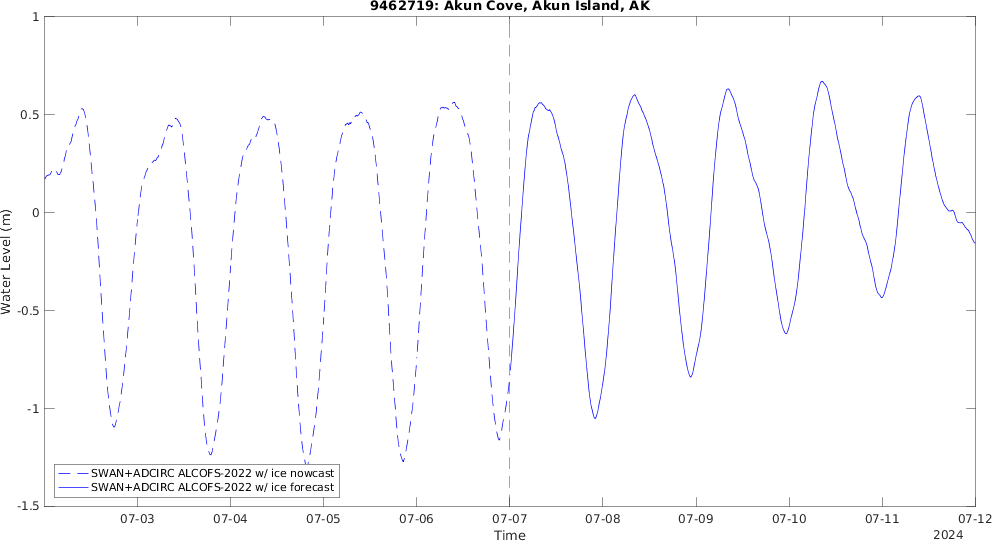 9462719: Akun Cove, Akun Island, AK
1
0.5
0
-0.5
-1
-1.5
Water Level (m)
SWAN+ADCIRC ALCOFS-2022 w/ ice nowcast
SWAN+ADCIRC ALCOFS-2022 w/ ice forecast
07-03 07-04 07-05 07-06 07-07 07-08 07-09 07-10 07-11 07-12
Time
2024